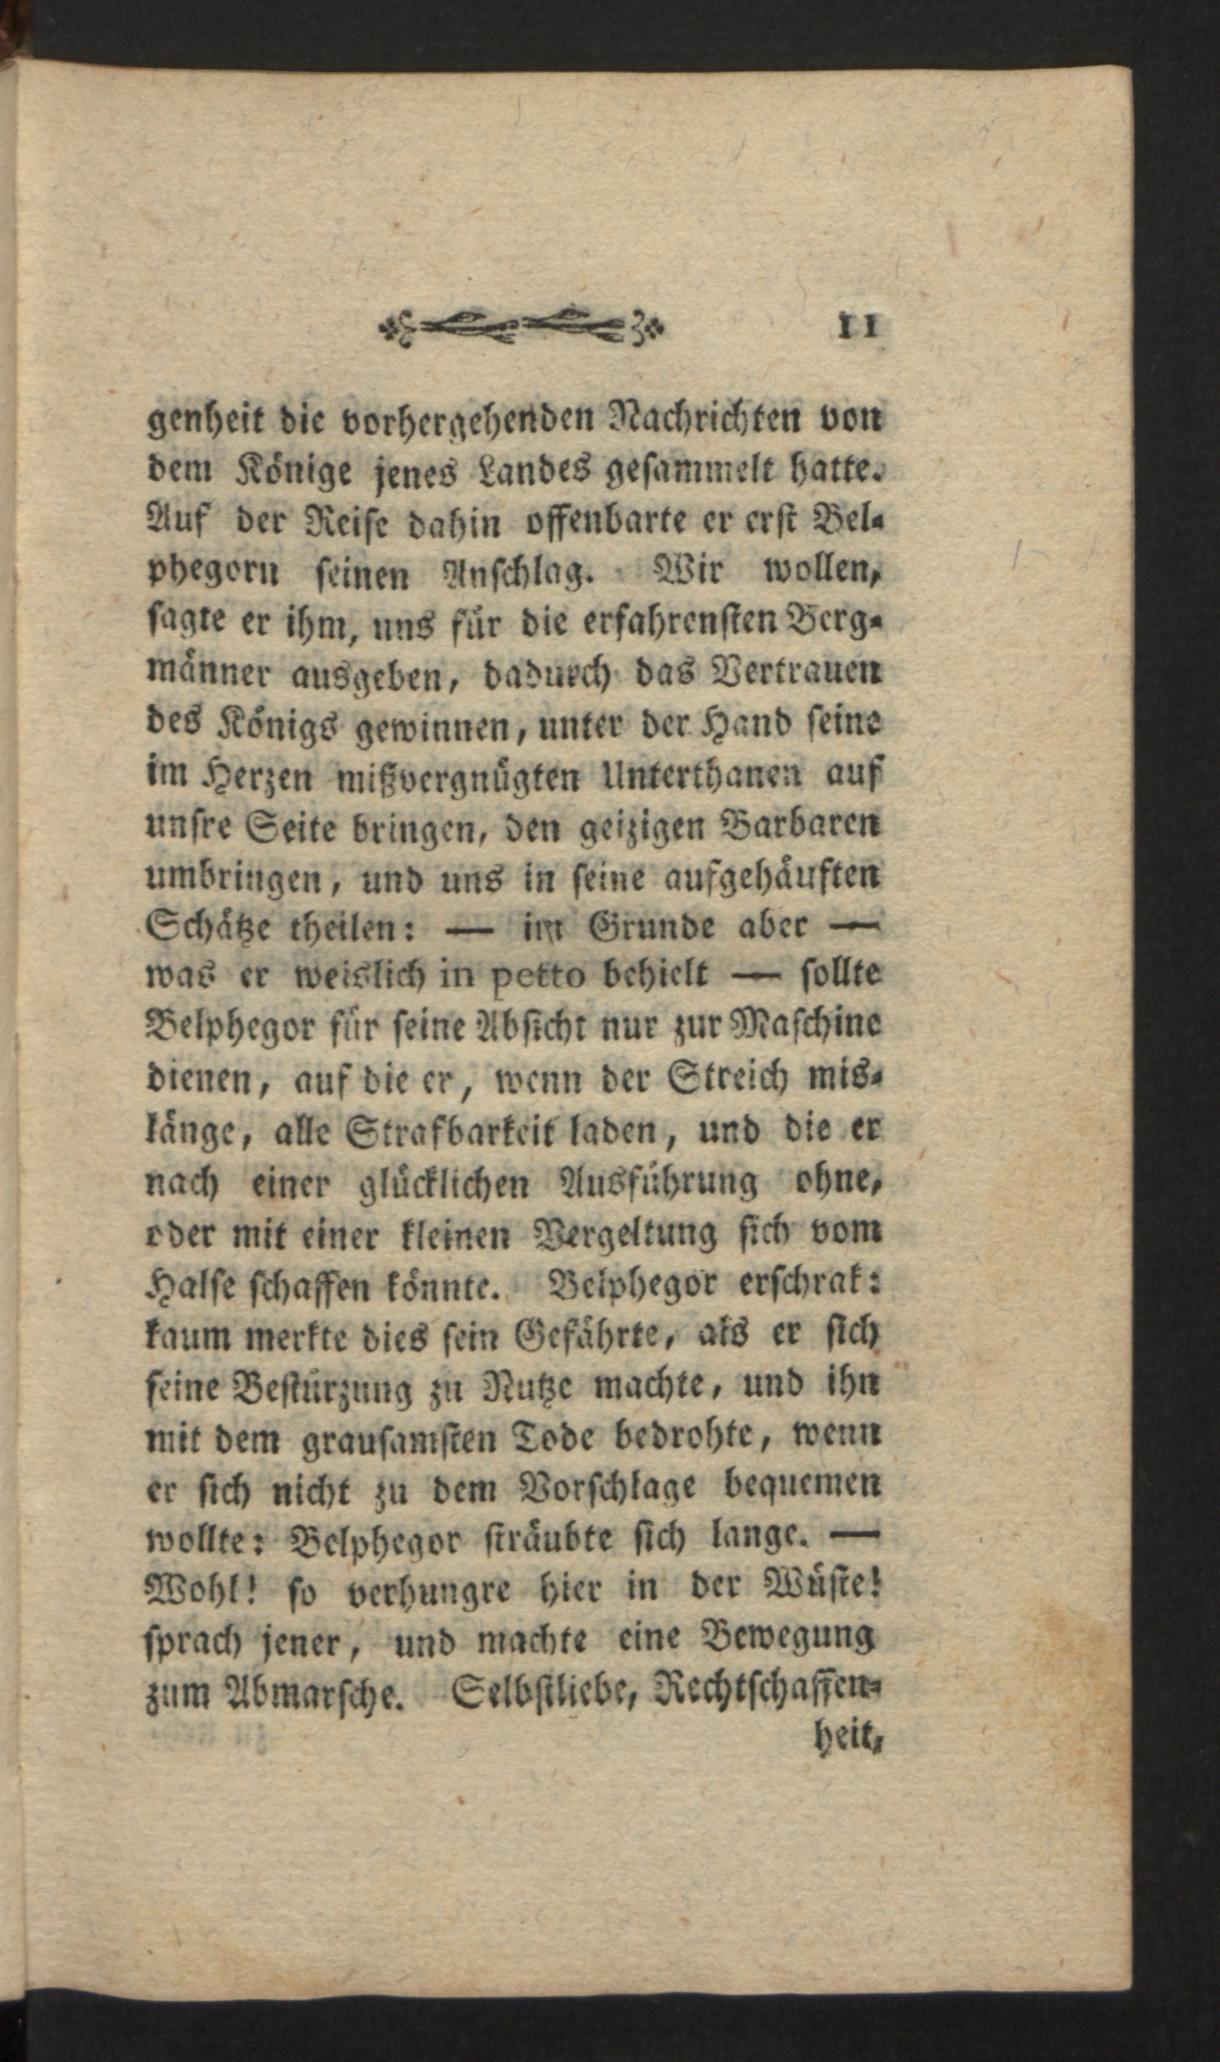 11
genheit die vorhergehenden Nachrichten von
dem Könige jenes Landes gesammelt hatte.
Auf der Reise dahin offenbarte er erst Bel-
phegorn seinen Anschlag. Wir wollen,
sagte er ihm, uns für die erfahrensten Berg-
männer ausgeben, dadurch das Vertrauen
des Königs gewinnen, unter der Hand seine
im Herzen mißvergnügten Unterthanen auf
unsre Seite bringen, den geizigen Barbaren
umbringen, und uns in seine aufgehäuften
Schätze theilen: — im Grunde aber —
was er weislich in petto behielt — sollte
Belphegor für seine Absicht nur zur Maschine
dienen, auf die er, wenn der Streich mis-
länge, alle Strafbarkeit laden, und die er
nach einer glücklichen Ausführung ohne,
oder mit einer kleinen Vergeltung sich vom
Halse schaffen könnte. Belphegor erschrak:
kaum merkte dies sein Gefährte, als er sich
seine Bestürzung zu Nutze machte, und ihn
mit dem grausamsten Tode bedrohte, wenn
er sich nicht zu dem Vorschlage bequemen
wollte: Belphegor sträubte sich lange. —
Wohl! so verhungre hier in der Wüste!
sprach jener, und machte eine Bewegung
zum Abmarsche. Selbstliebe, Rechtschaffen-
heit,